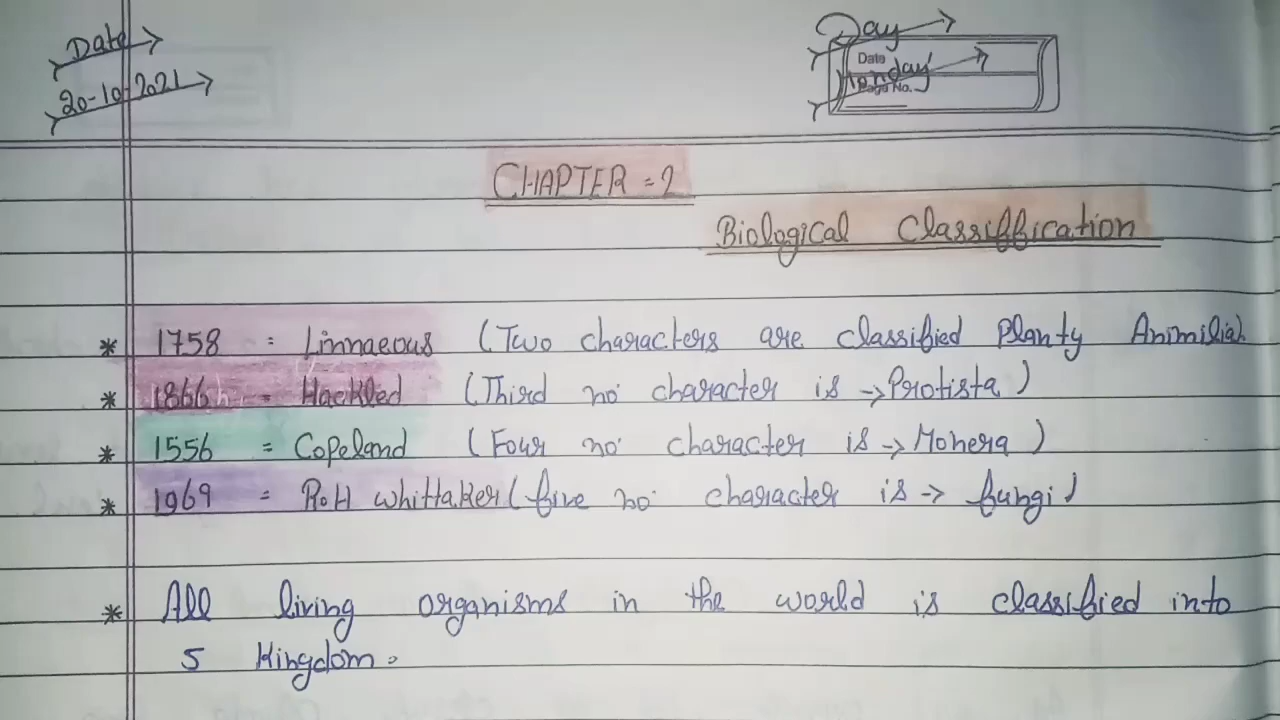 Date
20-10-2021
Day
Monday
Date
Page No.
CHAPTER = 2
Biological Classiffication
* 1758 = Linnaeous (Two characters are classified Planty Animilial
* 1866 = Hackled (Third no. character is → Protista)
* 1556 = Copeland (Four no. character is → Monera)
* 1969 = R.H Whittaker (five no. character is → fungi)
* All living organisms in the world is classified into
5 Kingdom.